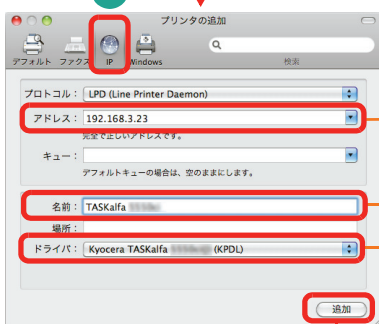 プリンタの追加
デフォルト ファックス IP Windows 検索
プロトコル： LPD (Line Printer Daemon)
アドレス： 192.168.3.23
完全で正しいアドレスです。
キュー：
デフォルトキューの場合は、空のままにします。
名前： TASKalfa
場所：
ドライバ： Kyocera TASKalfa (KPDL)
追加